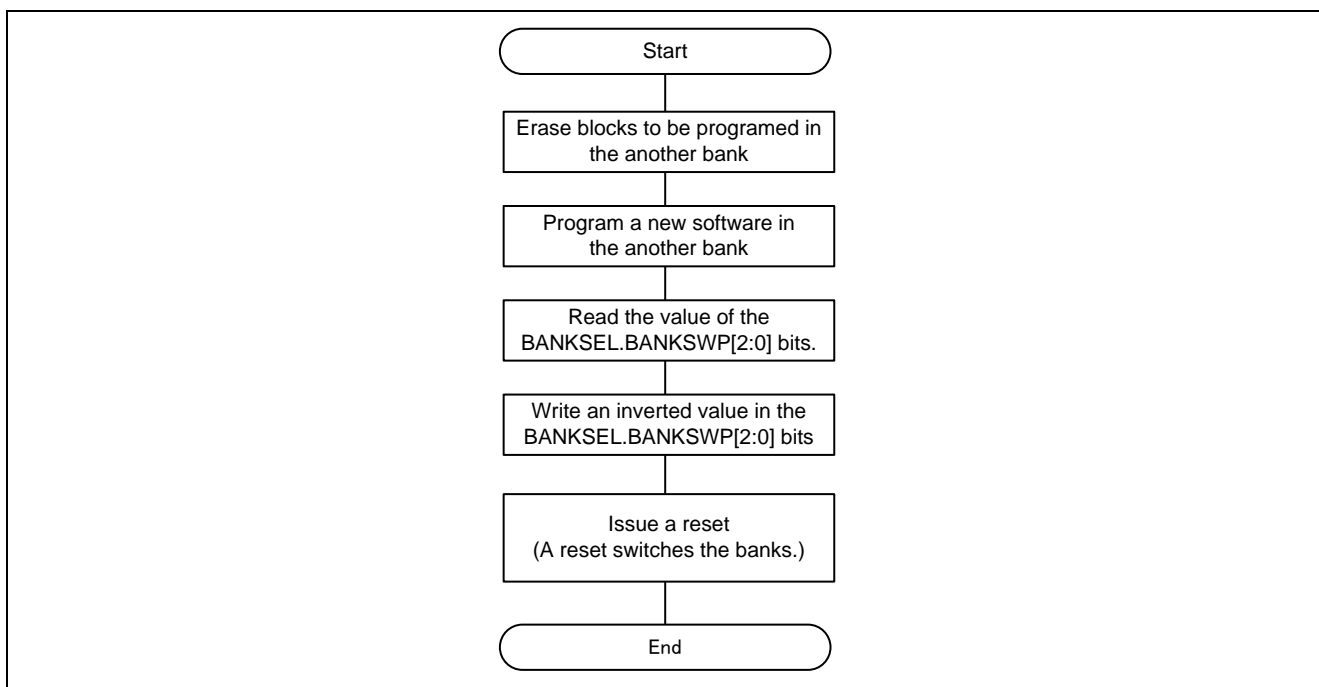 Start
Erase blocks to be programed in
the another bank
Program a new software in
the another bank
Read the value of the
BANKSEL.BANKSWP[2:0] bits.
Write an inverted value in the
BANKSEL.BANKSWP[2:0] bits
Issue a reset
(A reset switches the banks.)
End